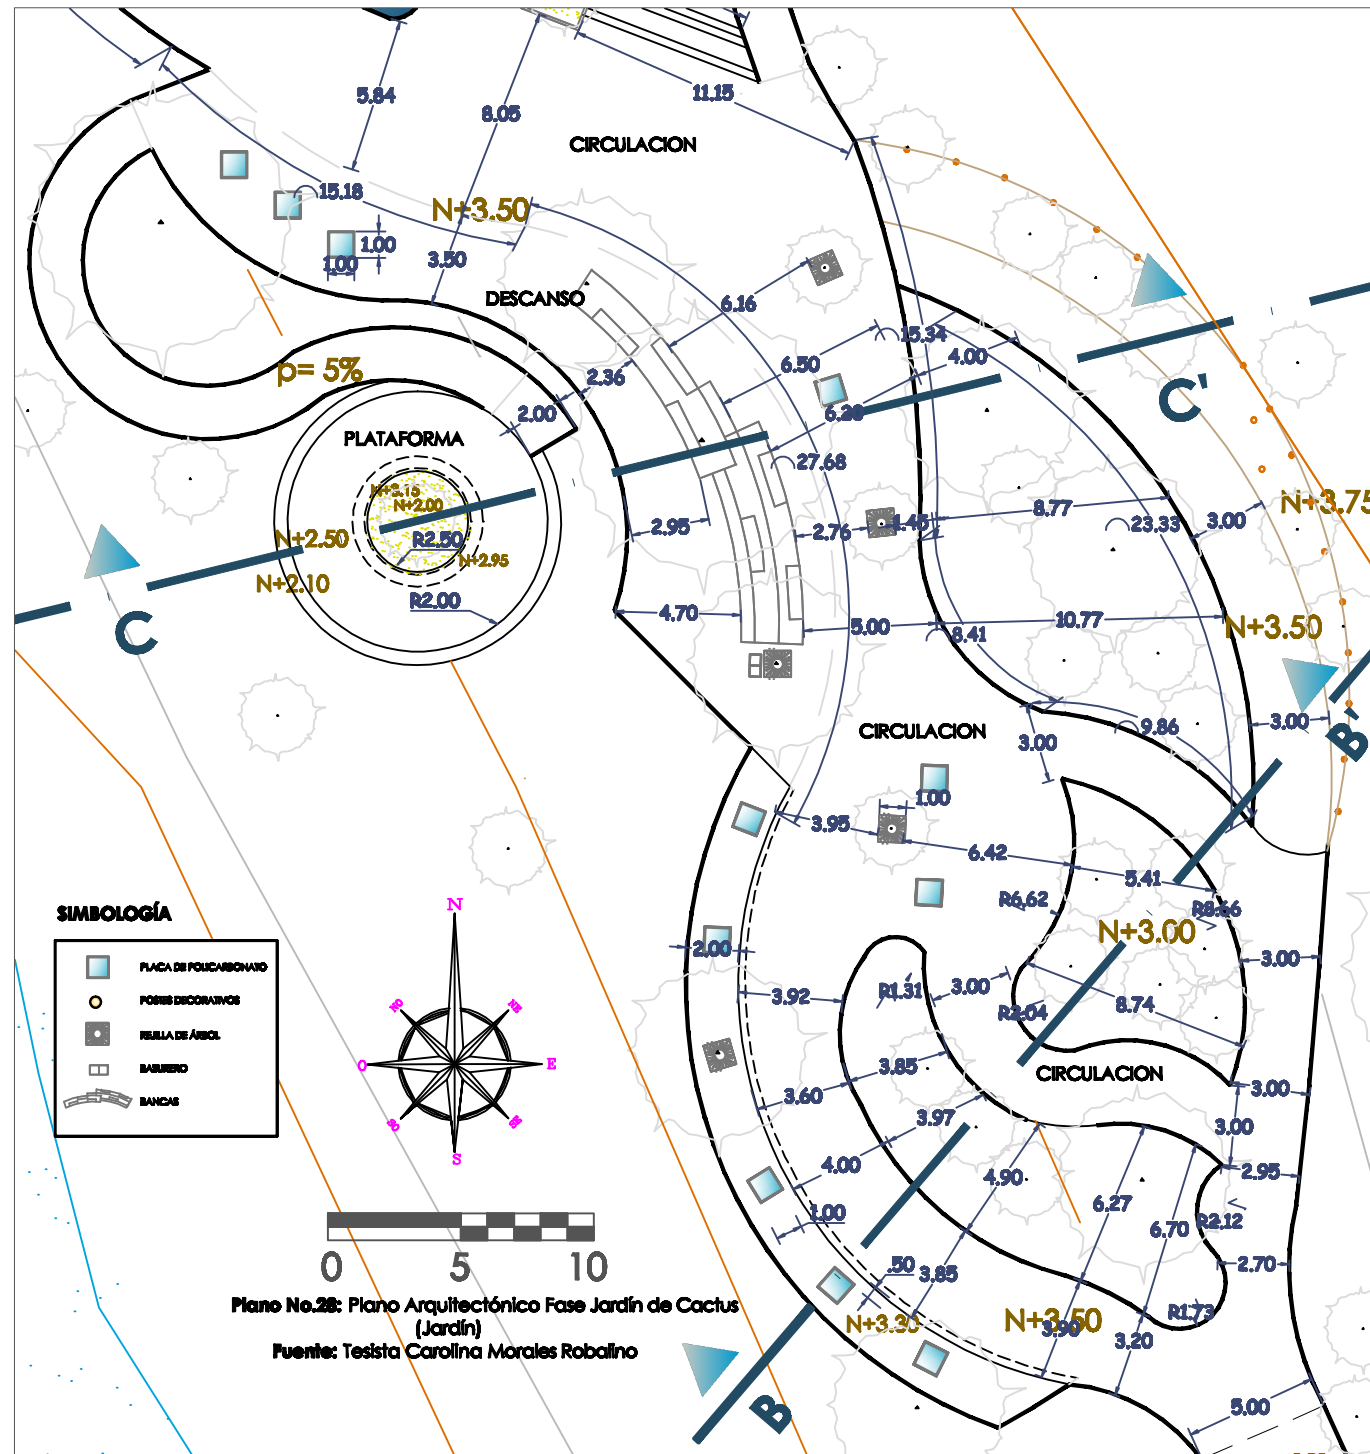 5.84
8.05
11.15
CIRCULACION
15.18
N+3.50
1.00
1.00
3.50
DESCANSO
6.16
15.34
4.00
6.50
p= 5%
2.36
2.00
C'
PLATAFORMA
27.68
N+3.15
N+2.00
N+3.75
8.77
23.33
3.00
2.95
2.76
1.45
N+2.50
R2.50
N+2.95
N+2.10
R2.00
4.70
5.00
8.41
10.77
N+3.50
C
CIRCULACION
3.00
9.86
3.00
B'
1.00
3.95
6.42
5.41
R6.62
N+3.00
2.00
3.00
SIMBOLOGÍA
PLACA DE POLICARBONATO
POSTES DECORATIVOS
REJILLA DE ÁRBOL
BASURERO
BANCAS
N
NO
NE
O
E
SO
SE
S
3.92
R1.31
3.00
R2.04
8.74
3.85
CIRCULACION
3.60
3.00
3.97
3.00
4.00
4.90
2.95
1.00
6.27
6.70
R2.12
.50
3.85
2.70
N+3.30
N+3.50
3.90
R1.73
3.20
B
5.00
0 5 10
Plano No.28: Plano Arquitectónico Fase Jardín de Cactus
(Jardín)
Fuente: Tesista Carolina Morales Robalino